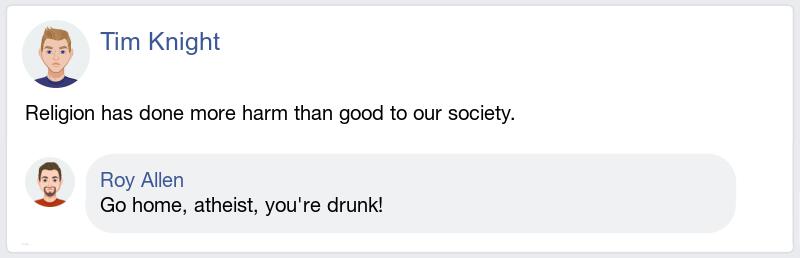 Tim Knight
Religion has done more harm than good to our society.
Roy Allen
Go home, atheist, you're drunk!